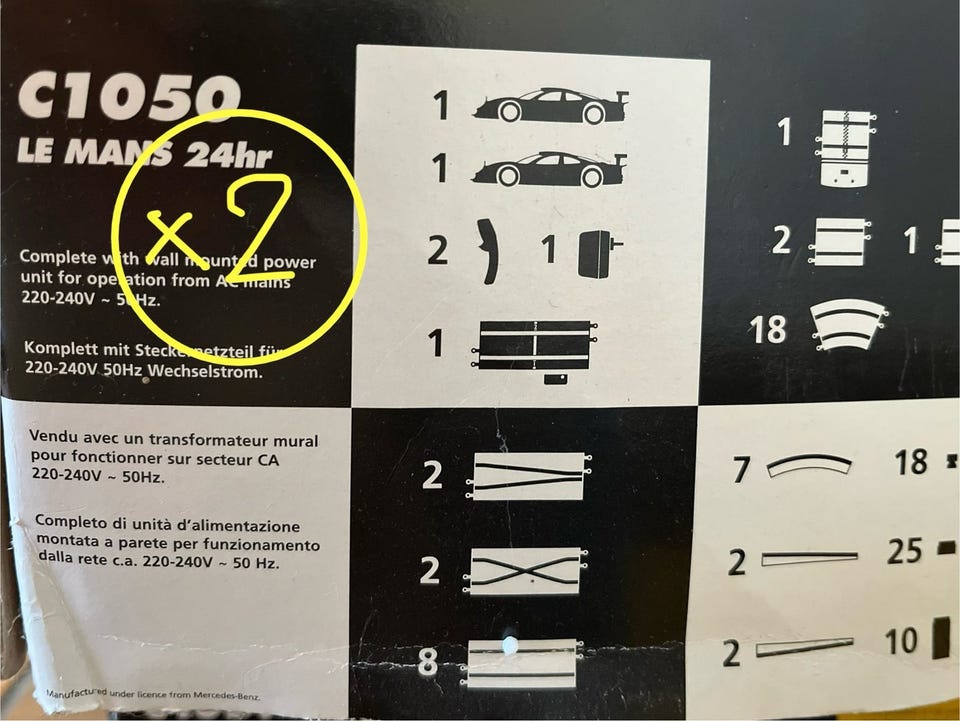 C1050
LE MANS 24hr
x2
Complete with wall mounted power
unit for operation from AC mains
220-240V ~ 50Hz.
Komplett mit Steckernetzteil für
220-240V 50Hz Wechselstrom.
Vendu avec un transformateur mural
pour fonctionner sur secteur CA
220-240V ~ 50Hz.
Completo di unità d'alimentazione
montata a parete per funzionamento
dalla rete c.a. 220-240V ~ 50 Hz.
Manufactured under licence from Mercedes-Benz.
1
1
2 1
1
2
2
8
1
2 1
18
7 18
2 25
2 10